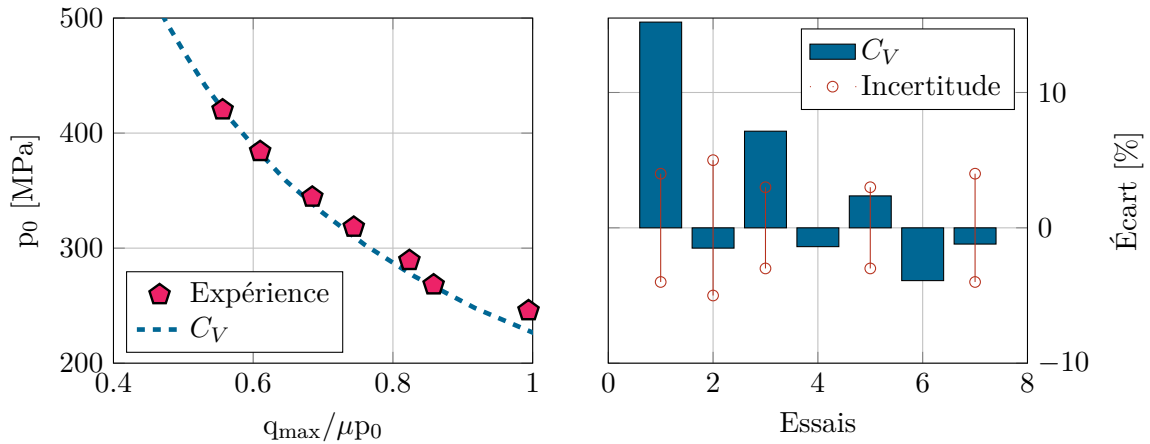 500
400
300
200
0.4
0.6
0.8
1
p₀ [MPa]
q_max/μp₀
Expérience
C_V
C_V
Incertitude
10
0
−10
0
2
4
6
8
Écart [%]
Essais